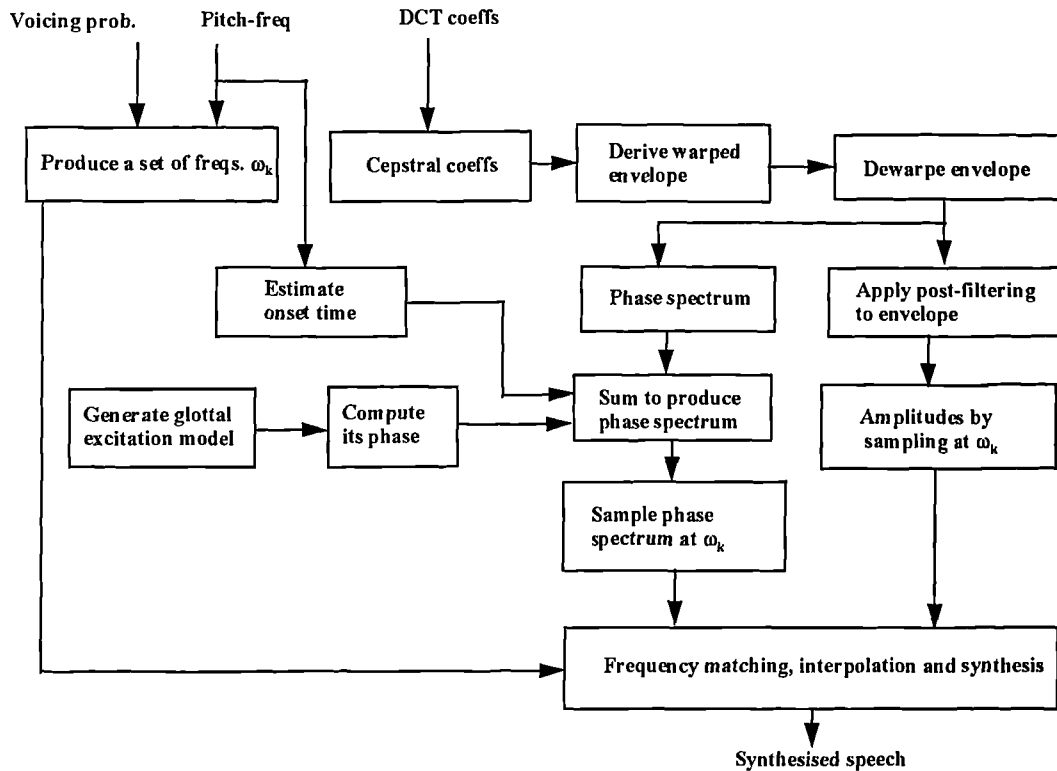 Voicing prob.
Pitch-freq
DCT coeffs
Produce a set of freqs. ωk
Cepstral coeffs
Derive warped
envelope
Dewarpe envelope
Estimate
onset time
Phase spectrum
Apply post-filtering
to envelope
Generate glottal
excitation model
Compute
its phase
Sum to produce
phase spectrum
Amplitudes by
sampling at ωk
Sample phase
spectrum at ωk
Frequency matching, interpolation and synthesis
Synthesised speech